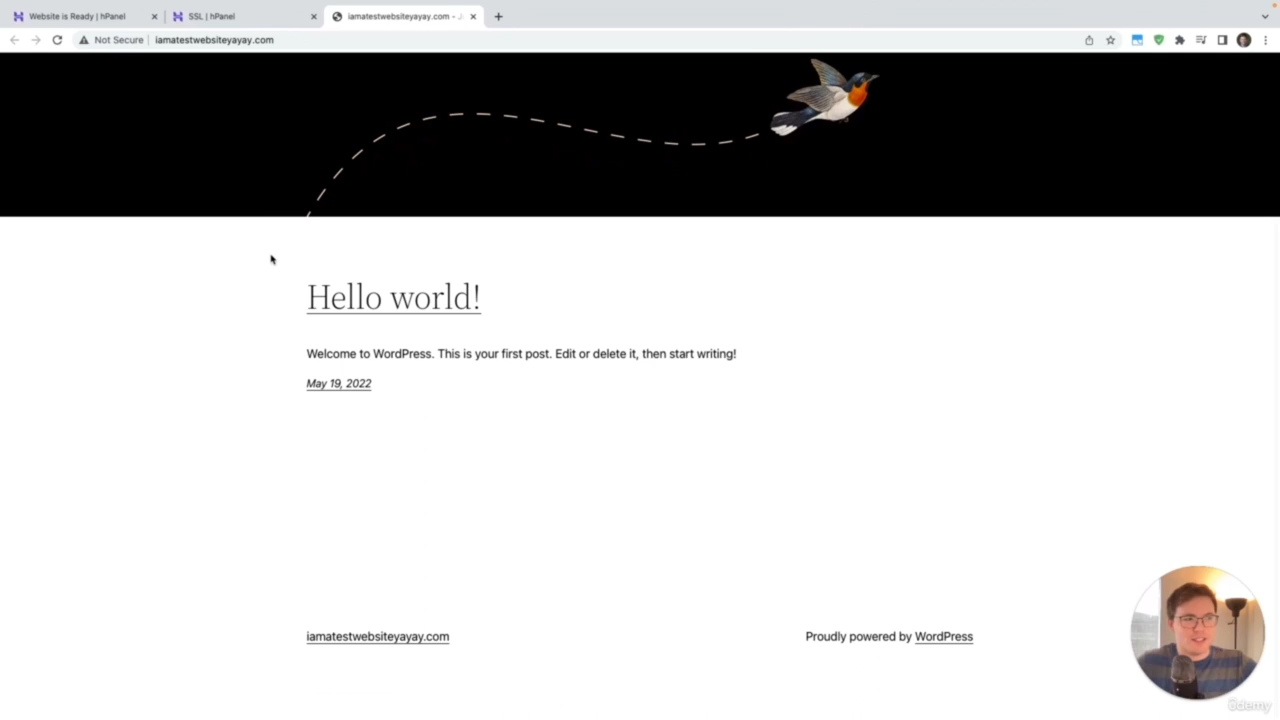 Website is Ready | hPanel
SSL | hPanel
iamatestwebsiteyayay.com -
Not Secure
iamatestwebsiteyayay.com
Hello world!
Welcome to WordPress. This is your first post. Edit or delete it, then start writing!
May 19, 2022
iamatestwebsiteyayay.com
Proudly powered by WordPress
ûdemy